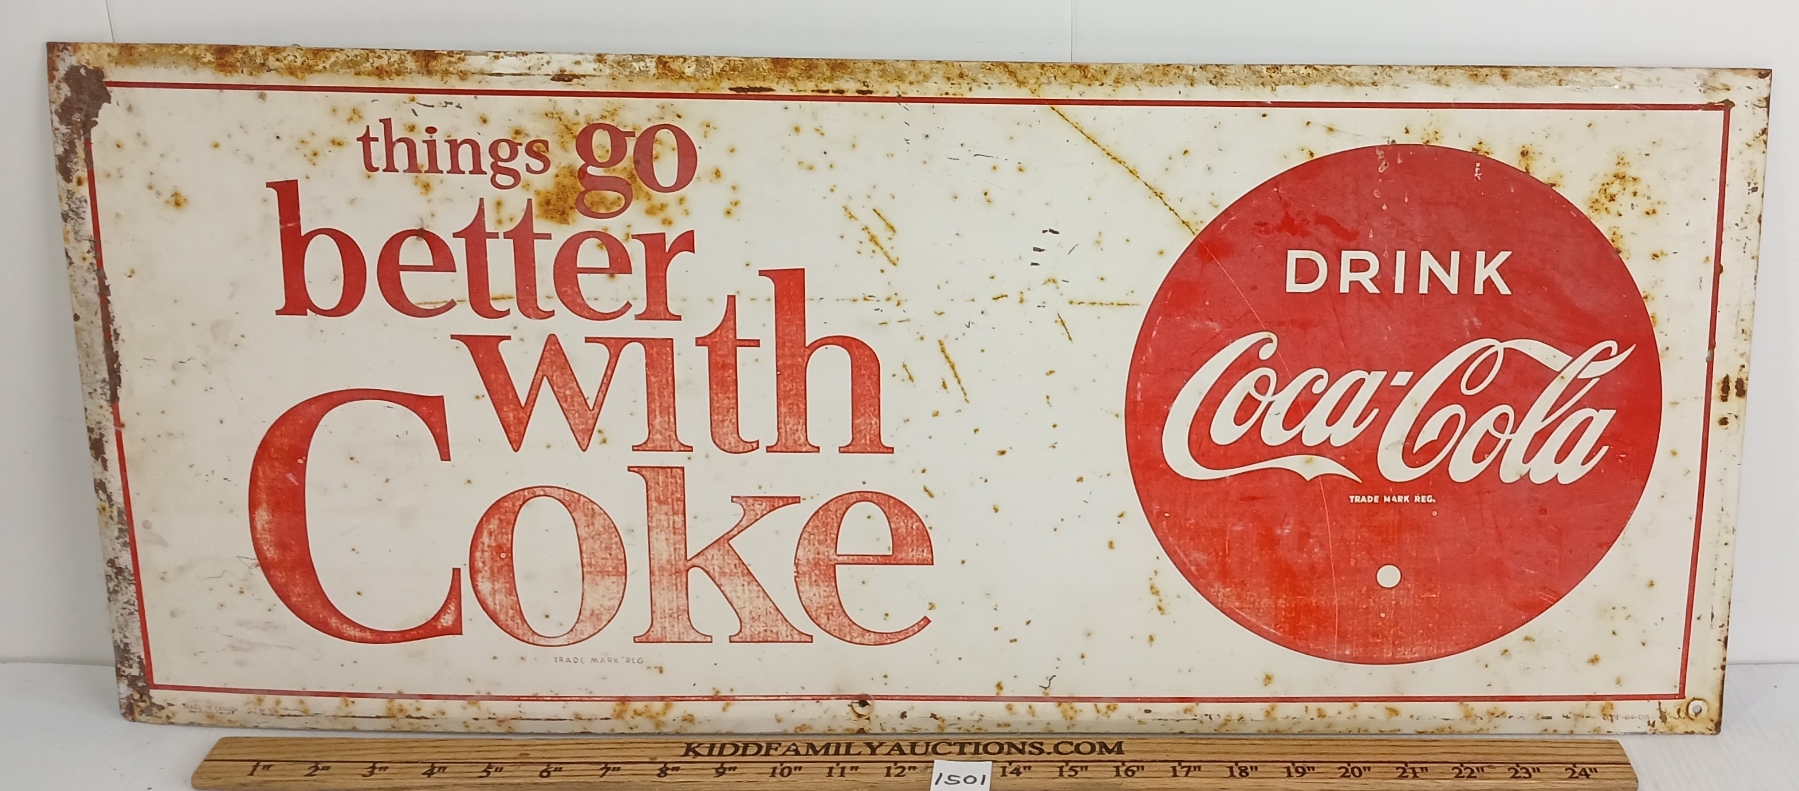 things go
better
with
Coke
TRADE MARK REG.
DRINK
Coca-Cola
TRADE MARK REG.
KIDDFAMILYAUCTIONS.COM
1" 2" 3" 4" 5" 6" 7" 8" 9" 10" 11" 12" 14" 15" 16" 17" 18" 19" 20" 21" 22" 23" 24"
1501